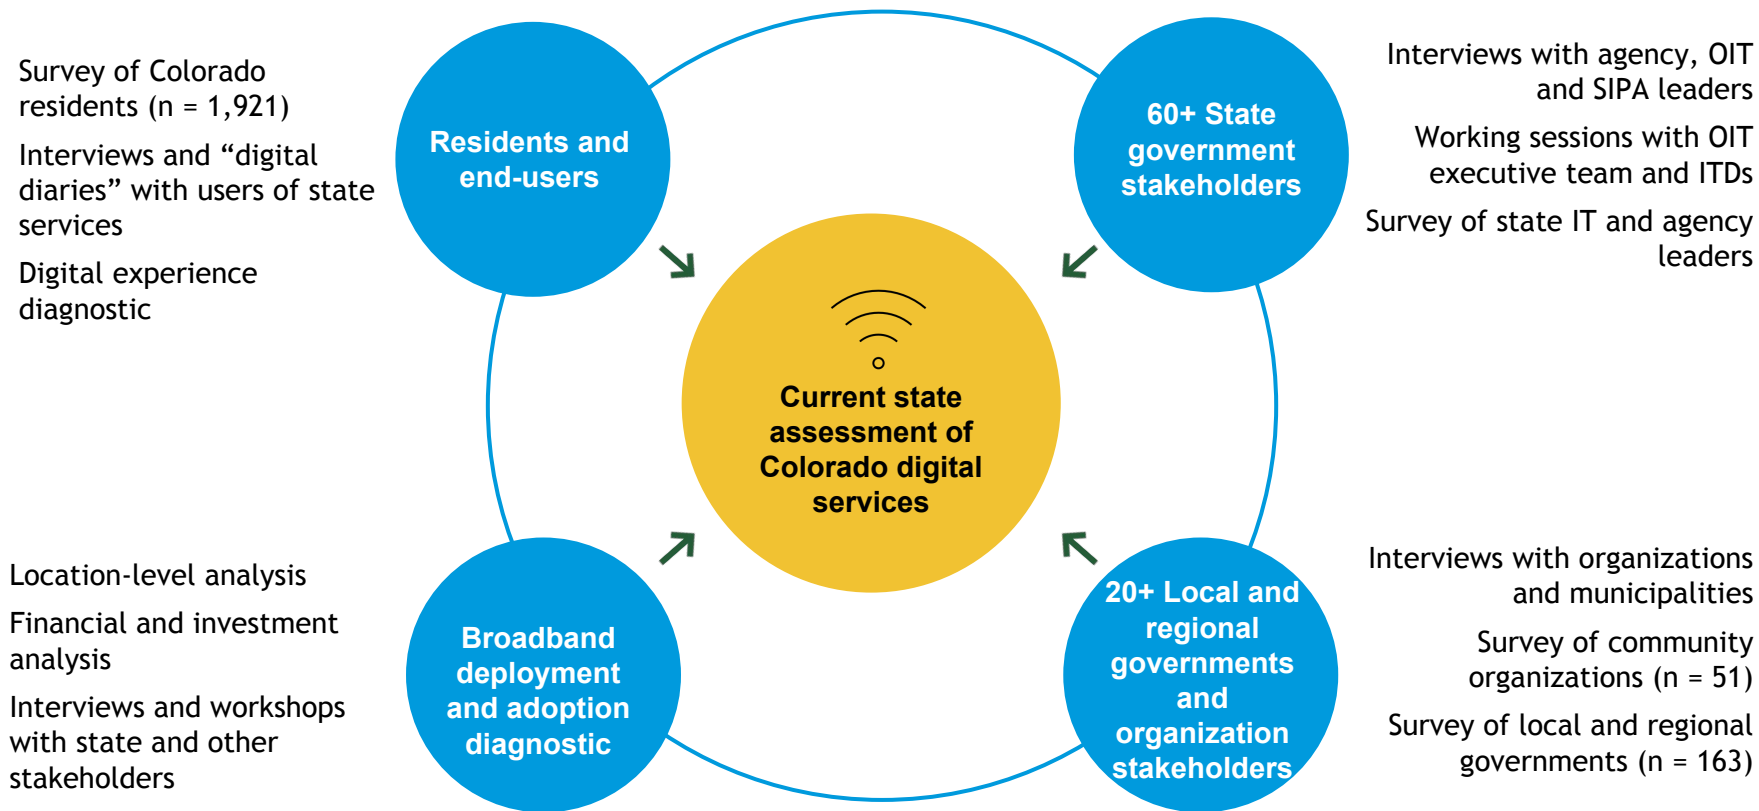 Survey of Colorado
residents (n = 1,921)
Interviews and “digital
diaries” with users of state
services
Digital experience
diagnostic
Residents and
end-users
60+ State
government
stakeholders
Interviews with agency, OIT
and SIPA leaders
Working sessions with OIT
executive team and ITDs
Survey of state IT and agency
leaders
Current state
assessment of
Colorado digital
services
Location-level analysis
Financial and investment
analysis
Interviews and workshops
with state and other
stakeholders
Broadband
deployment
and adoption
diagnostic
20+ Local and
regional
governments
and
organization
stakeholders
Interviews with organizations
and municipalities
Survey of community
organizations (n = 51)
Survey of local and regional
governments (n = 163)